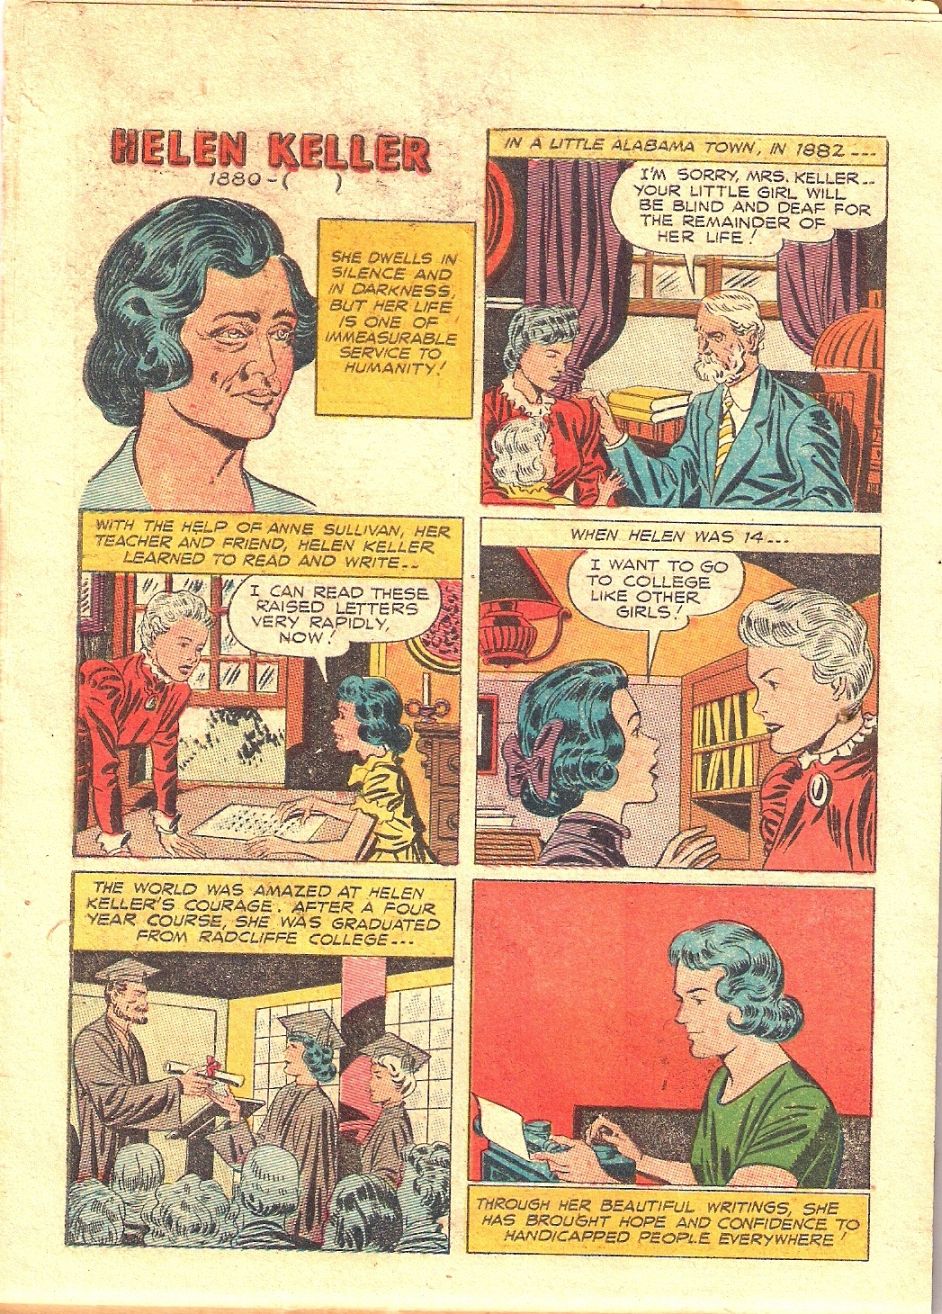 HELEN KELLER
1880-( )
SHE DWELLS IN
SILENCE AND
IN DARKNESS
BUT HER LIFE
IS ONE OF
IMMEASURABLE
SERVICE TO
HUMANITY!
IN A LITTLE ALABAMA TOWN, IN 1882---
I'M SORRY, MRS. KELLER--
YOUR LITTLE GIRL WILL
BE BLIND AND DEAF FOR
THE REMAINDER OF
HER LIFE!
WITH THE HELP OF ANNE SULLIVAN, HER
TEACHER AND FRIEND, HELEN KELLER
LEARNED TO READ AND WRITE--
I CAN READ THESE
RAISED LETTERS
VERY RAPIDLY,
NOW!
WHEN HELEN WAS 14---
I WANT TO GO
TO COLLEGE
LIKE OTHER
GIRLS!
THE WORLD WAS AMAZED AT HELEN
KELLER'S COURAGE. AFTER A FOUR
YEAR COURSE, SHE WAS GRADUATED
FROM RADCLIFFE COLLEGE---
THROUGH HER BEAUTIFUL WRITINGS, SHE
HAS BROUGHT HOPE AND CONFIDENCE TO
HANDICAPPED PEOPLE EVERYWHERE!